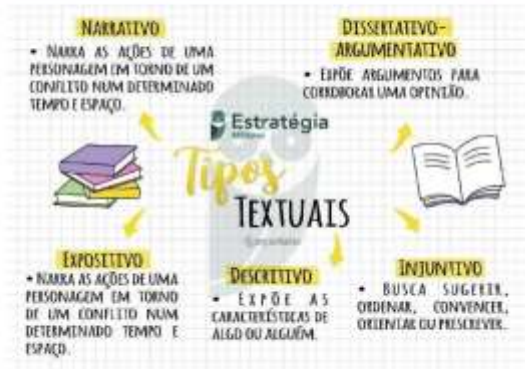 NARRATIVO
• NARRA AS AÇÕES DE UMA
PERSONAGEM EM TORNO DE UM
CONFLITO NUM DETERMINADO
TEMPO E ESPAÇO.
DISSERTATIVO-
ARGUMENTATIVO
• EXPÕE ARGUMENTOS PARA
CORROBORAR UMA OPINIÃO.
Estratégia
Tipos
TEXTUAIS
EXPOSITIVO
• NARRA AS AÇÕES DE UMA
PERSONAGEM EM TORNO
DE UM CONFLITO NUM
DETERMINADO TEMPO E
ESPAÇO.
DESCRITIVO
• EXPÕE AS
CARACTERÍSTICAS DE
ALGO OU ALGUÉM.
INJUNTIVO
• BUSCA SUGERIR,
ORDENAR, CONVENCER,
ORIENTAR OU PRESCREVER.